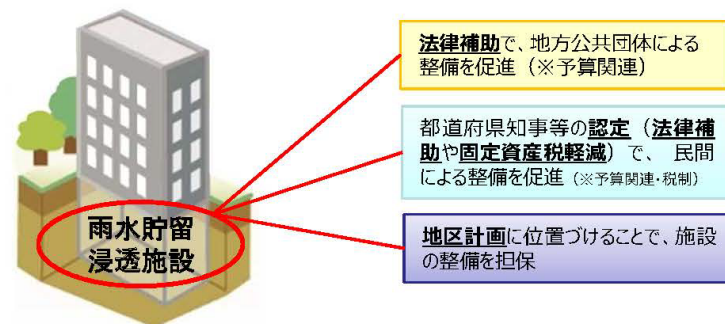 雨水貯留
浸透施設
法律補助で、地方公共団体による
整備を促進（※予算関連）
都道府県知事等の認定（法律補
助や固定資産税軽減）で、民間
による整備を促進（※予算関連・税制）
地区計画に位置づけることで、施設
の整備を担保